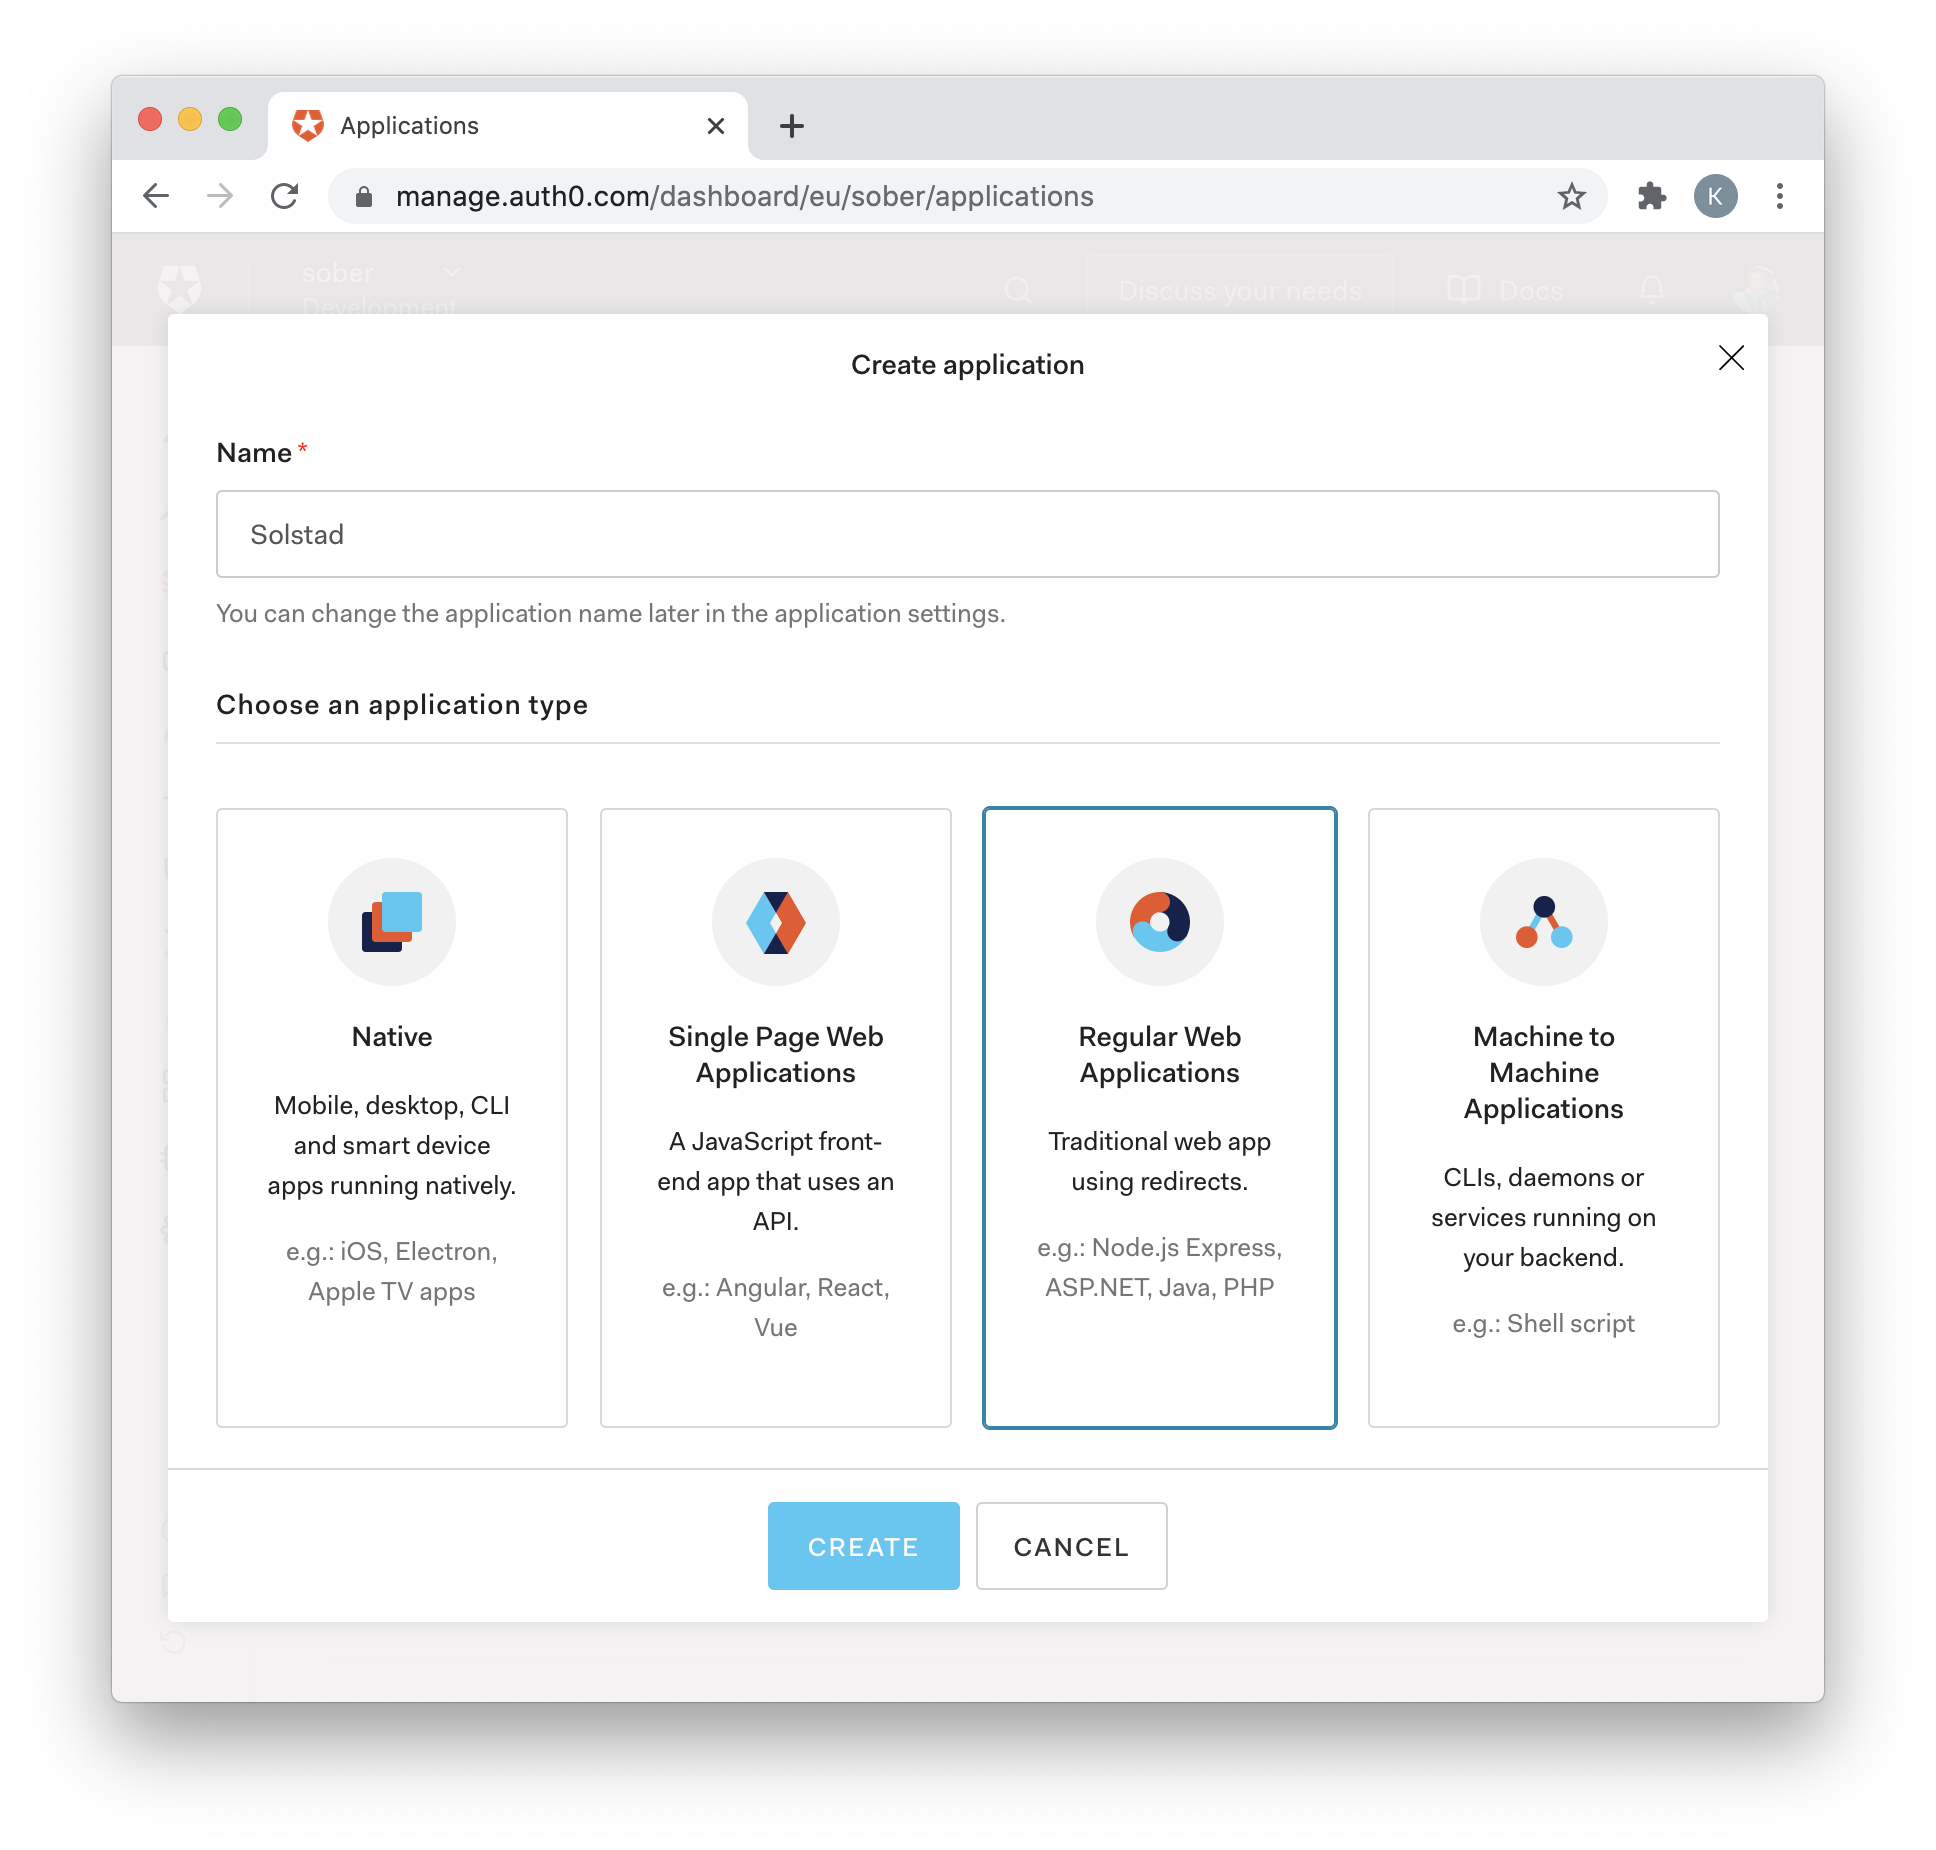 Applications
manage.auth0.com/dashboard/eu/sober/applications
K
sober
Development
Discuss your needs
Docs
Create application
Name *
Solstad
You can change the application name later in the application settings.
Choose an application type
Native
Mobile, desktop, CLI
and smart device
apps running natively.
e.g.: iOS, Electron,
Apple TV apps
Single Page Web
Applications
A JavaScript front-
end app that uses an
API.
e.g.: Angular, React,
Vue
Regular Web
Applications
Traditional web app
using redirects.
e.g.: Node.js Express,
ASP.NET, Java, PHP
Machine to
Machine
Applications
CLIs, daemons or
services running on
your backend.
e.g.: Shell script
CREATE
CANCEL